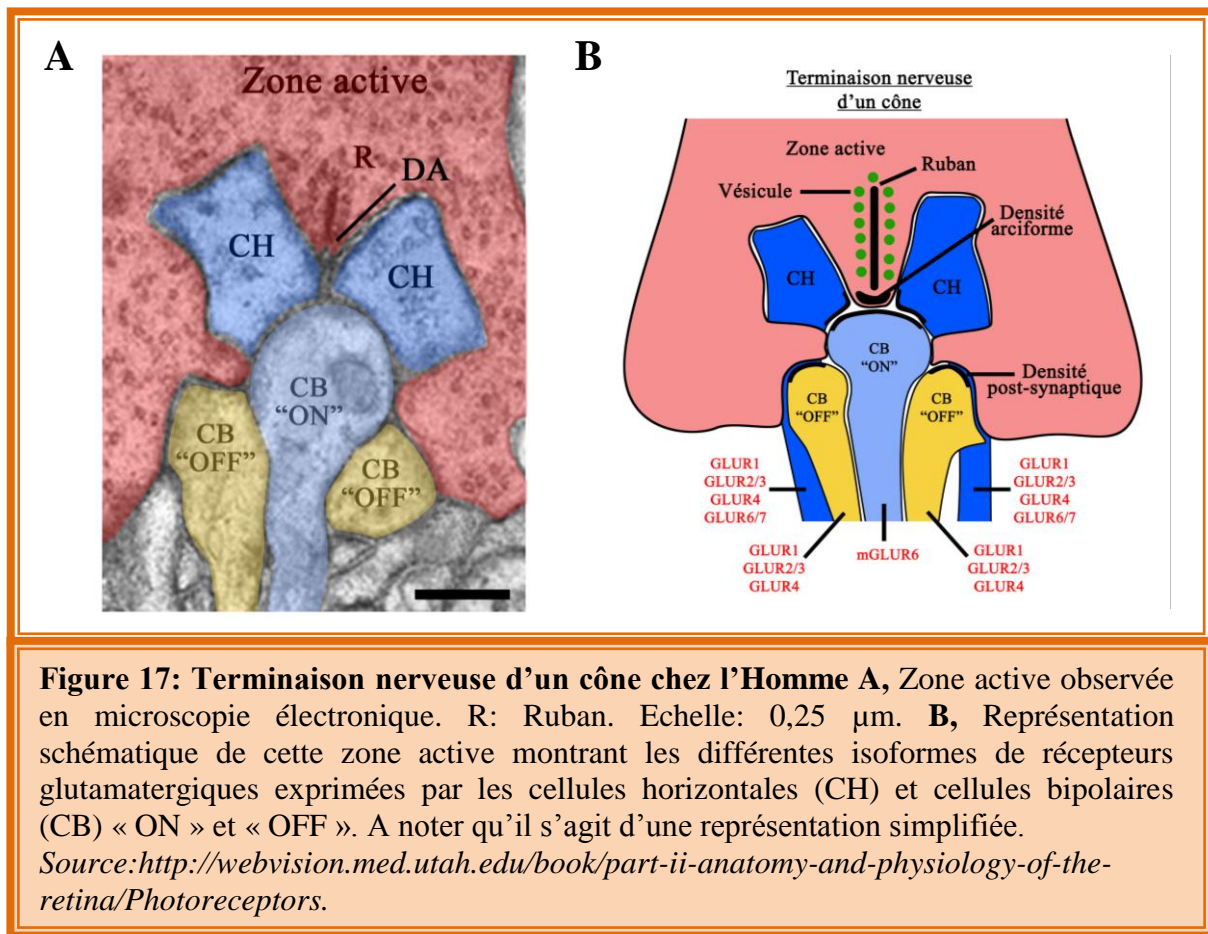 A
Zone active
R
DA
CH
CH
CB
“ON”
CB
“OFF”
CB
“OFF”
B
Terminaison nerveuse
d’un cône
Zone active
Ruban
Vésicule
Densité
arciforme
CH
CH
CB
“ON”
Densité
post-synaptique
CB
“OFF”
CB
“OFF”
GLUR1
GLUR2/3
GLUR4
GLUR6/7
GLUR1
GLUR2/3
GLUR4
GLUR6/7
GLUR1
GLUR2/3
GLUR4
mGLUR6
GLUR1
GLUR2/3
GLUR4
Figure 17: Terminaison nerveuse d’un cône chez l’Homme A, Zone active observée
en microscopie électronique. R: Ruban. Echelle: 0,25 µm. B, Représentation
schématique de cette zone active montrant les différentes isoformes de récepteurs
glutamatergiques exprimées par les cellules horizontales (CH) et cellules bipolaires
(CB) « ON » et « OFF ». A noter qu’il s’agit d’une représentation simplifiée.
Source:http://webvision.med.utah.edu/book/part-ii-anatomy-and-physiology-of-the-
retina/Photoreceptors.